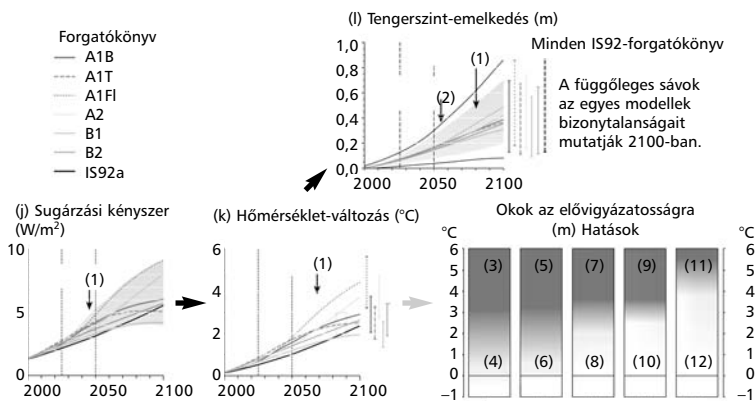 (l) Tengerszint-emelkedés (m)
Forgatókönyv
A1B
A1T
A1Fl
A2
B1
B2
IS92a
1,0
0,8
0,6
0,4
0,2
0,0
(1)
(2)
2000
2050
2100
Minden IS92-forgatókönyv
A függőleges sávok
az egyes modellek
bizonytalanságait
mutatják 2100-ban.
(j) Sugárzási kényszer
(W/m²)
10
5
0
(1)
2000
2050
2100
(k) Hőmérséklet-változás (°C)
6
4
2
0
(1)
2000
2050
2100
Okok az elővigyázatosságra
(m) Hatások
°C
6
5
4
3
2
1
0
−1
(3)
(5)
(7)
(9)
(11)
(4)
(6)
(8)
(10)
(12)
°C
6
5
4
3
2
1
0
−1